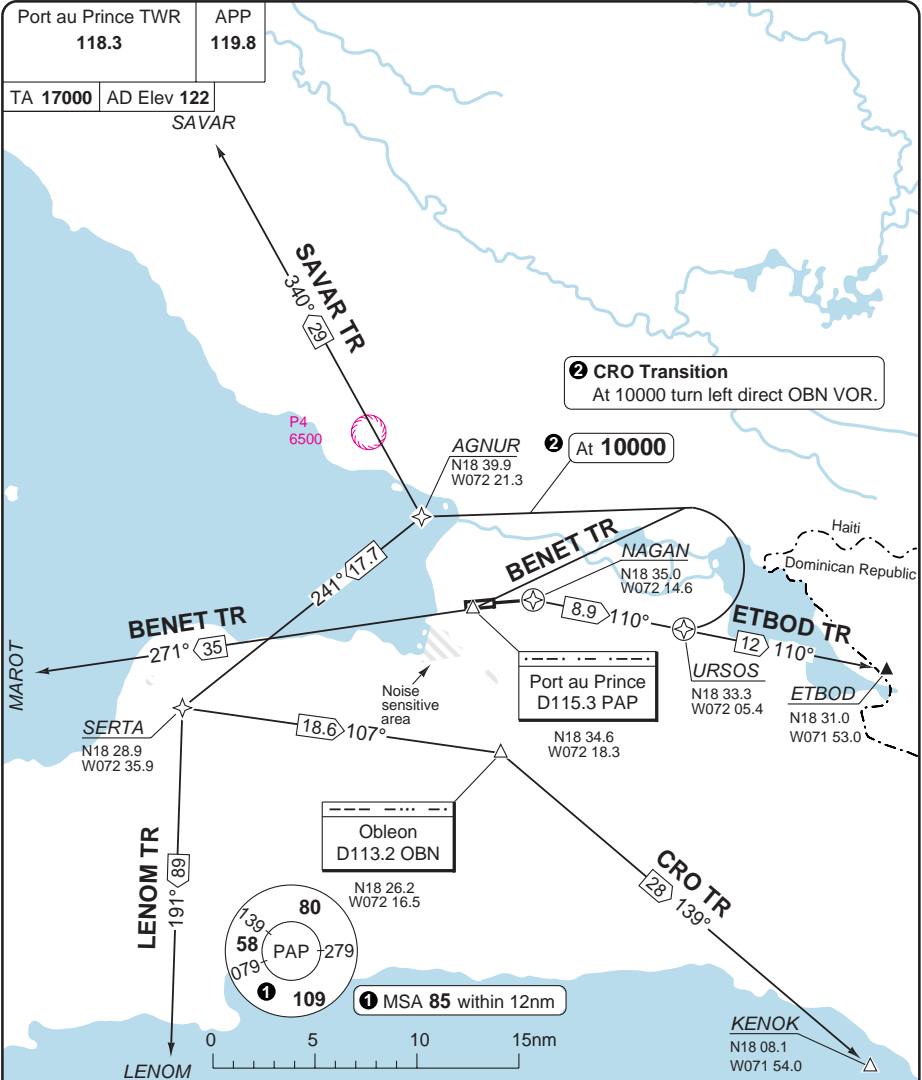 Port au Prince TWR
118.3
APP
119.8
TA 17000
AD Elev 122
SAVAR
SAVAR TR
340° 29
P4
6500
❷ CRO Transition
At 10000 turn left direct OBN VOR.
❷ At 10000
AGNUR
N18 39.9
W072 21.3
Haiti
Dominican Republic
BENET TR
NAGAN
N18 35.0
W072 14.6
241° 17.7
8.9 110°
ETBOD TR
12 110°
BENET TR
271° 35
MAROT
URSOS
N18 33.3
W072 05.4
ETBOD
N18 31.0
W071 53.0
Port au Prince
D115.3 PAP
N18 34.6
W072 18.3
Noise
sensitive
area
SERTA
N18 28.9
W072 35.9
18.6 107°
Obleon
D113.2 OBN
N18 26.2
W072 16.5
LENOM TR
191° 89
CRO TR
28 139°
80
139
58
PAP
279
079
❶
109
❶ MSA 85 within 12nm
0 5 10 15nm
KENOK
N18 08.1
W071 54.0
LENOM